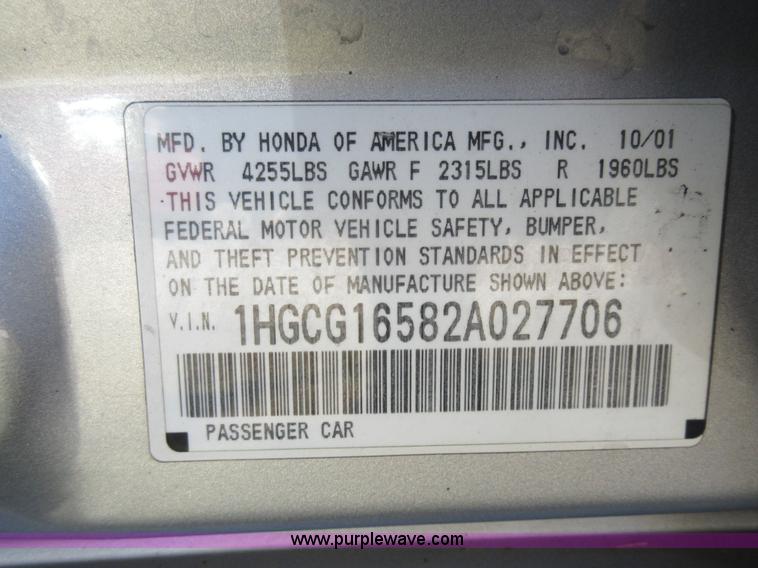 MFD. BY HONDA OF AMERICA MFG., INC. 10/01
GVWR 4255LBS GAWR F 2315LBS R 1960LBS
THIS VEHICLE CONFORMS TO ALL APPLICABLE
FEDERAL MOTOR VEHICLE SAFETY, BUMPER,
AND THEFT PREVENTION STANDARDS IN EFFECT
ON THE DATE OF MANUFACTURE SHOWN ABOVE:
V.I.N. 1HGCG16582A027706
PASSENGER CAR
www.purplewave.com